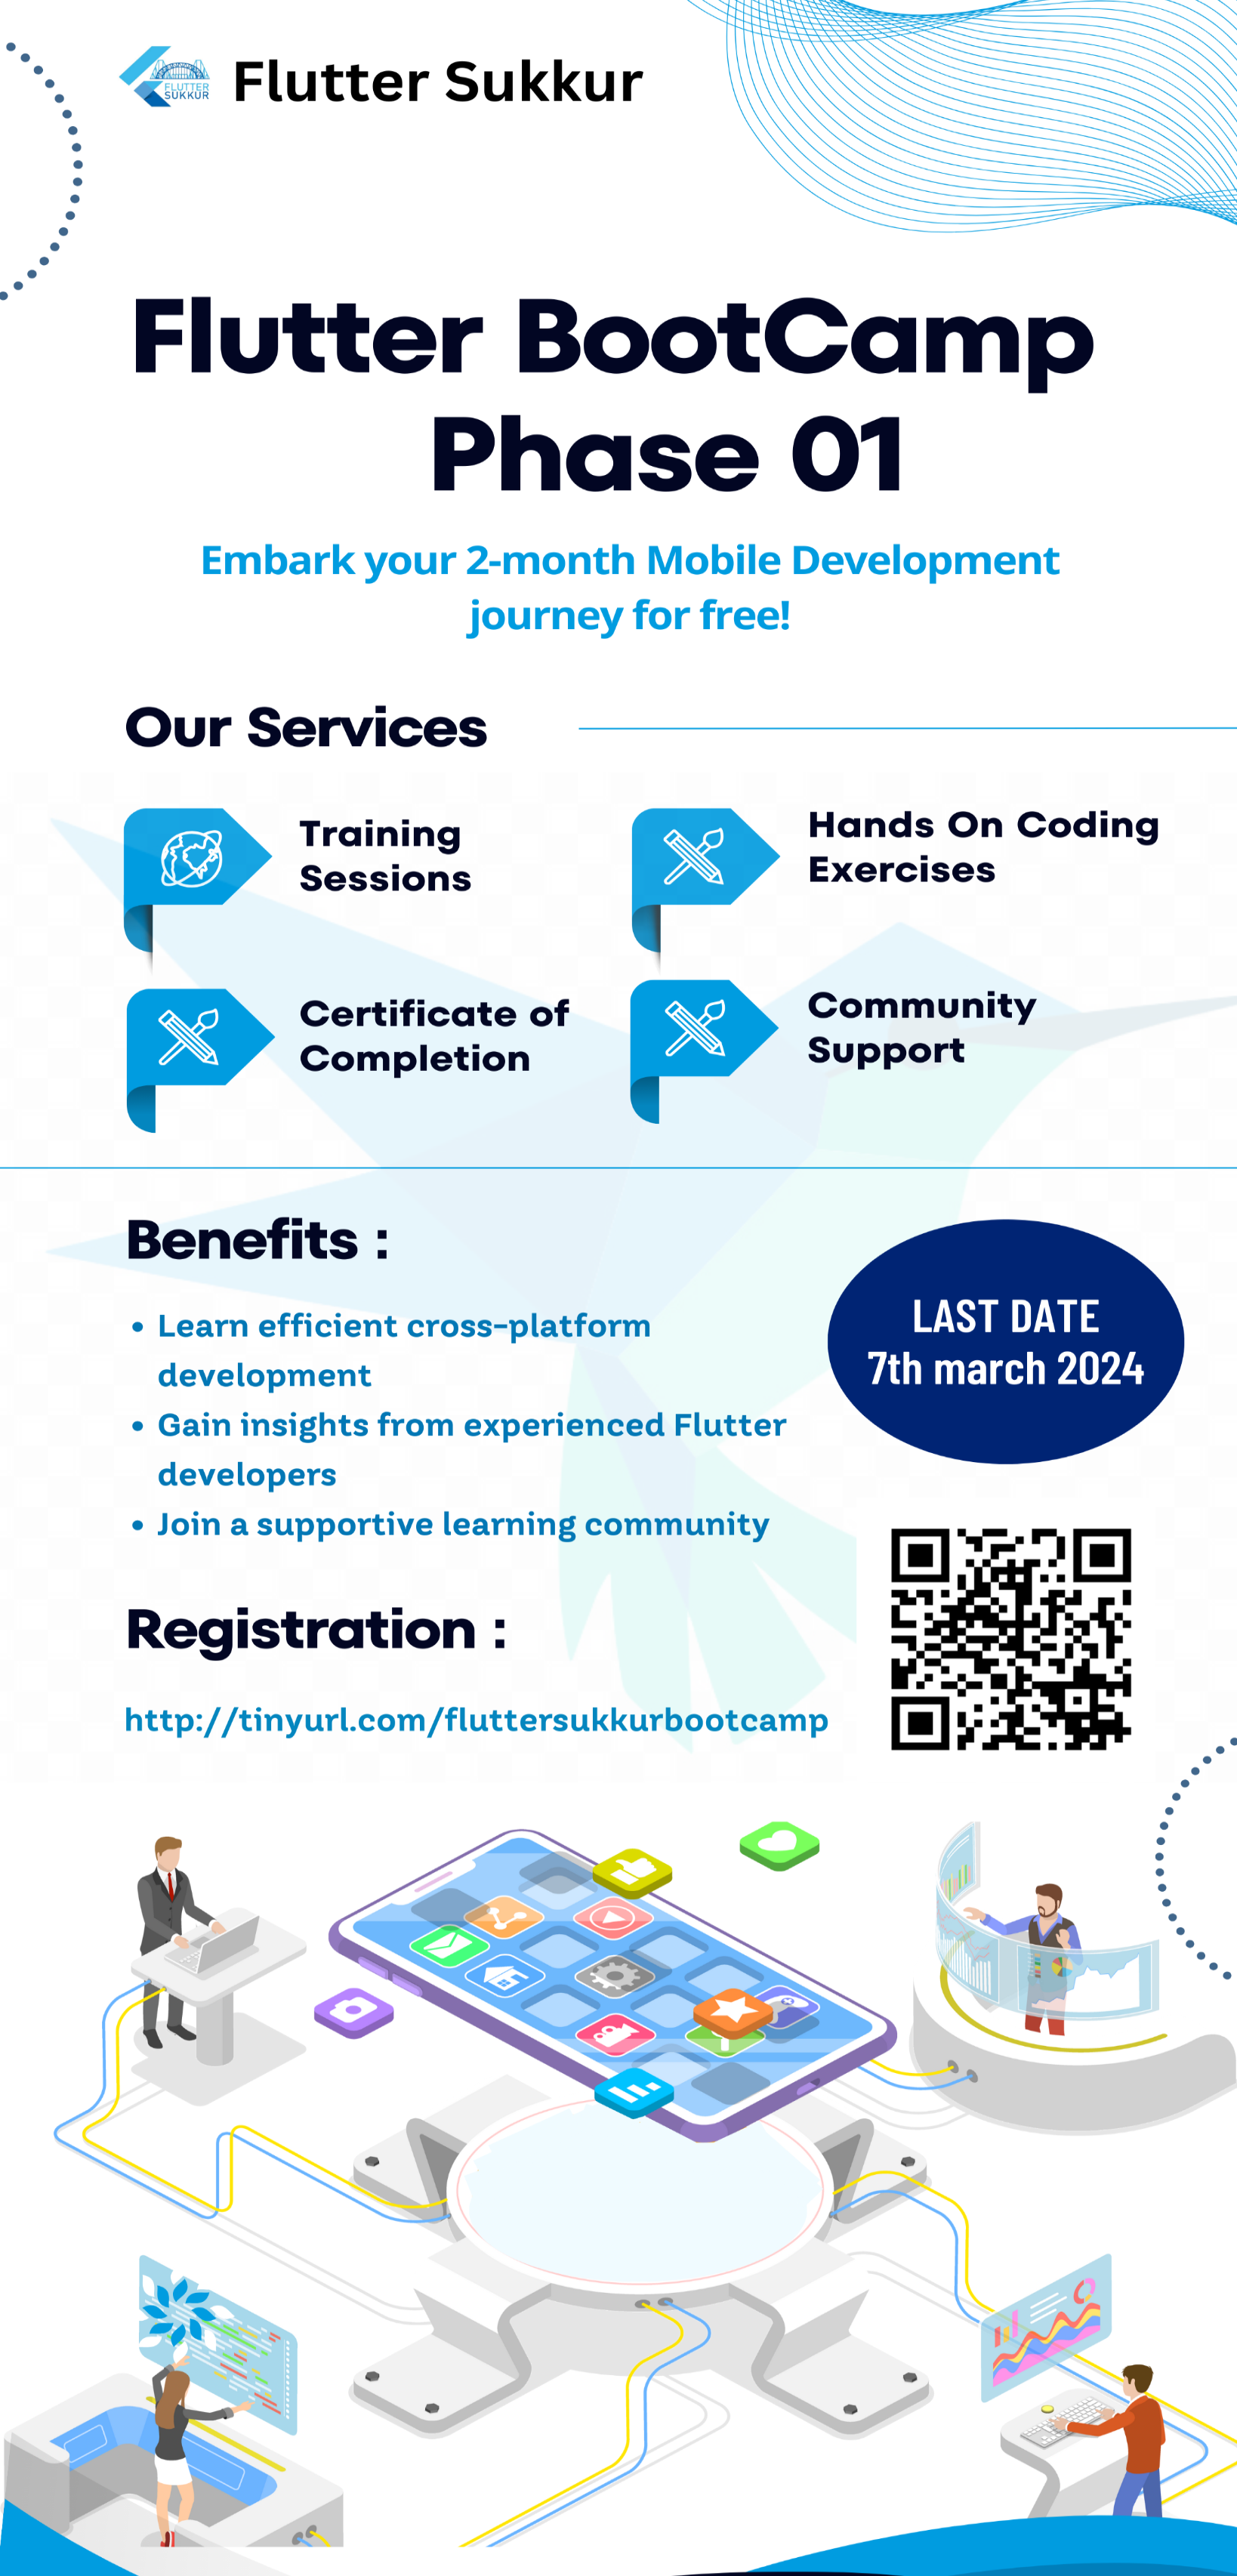 FLUTTER
SUKKUR
Flutter Sukkur
Flutter BootCamp
Phase 01
Embark your 2-month Mobile Development
journey for free!
Our Services
Training
Sessions
Hands On Coding
Exercises
Certificate of
Completion
Community
Support
Benefits :
• Learn efficient cross-platform
development
• Gain insights from experienced Flutter
developers
• Join a supportive learning community
LAST DATE
7th march 2024
Registration :
http://tinyurl.com/fluttersukkurbootcamp